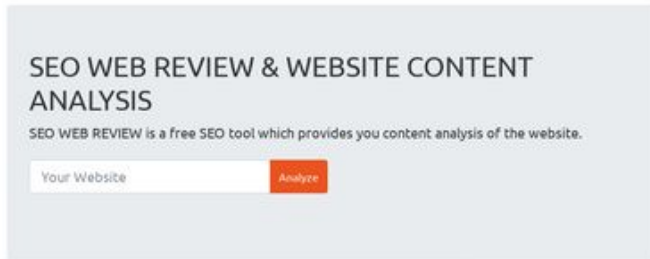 SEO WEB REVIEW & WEBSITE CONTENT
ANALYSIS
SEO WEB REVIEW is a free SEO tool which provides you content analysis of the website.
Your Website
Analyze